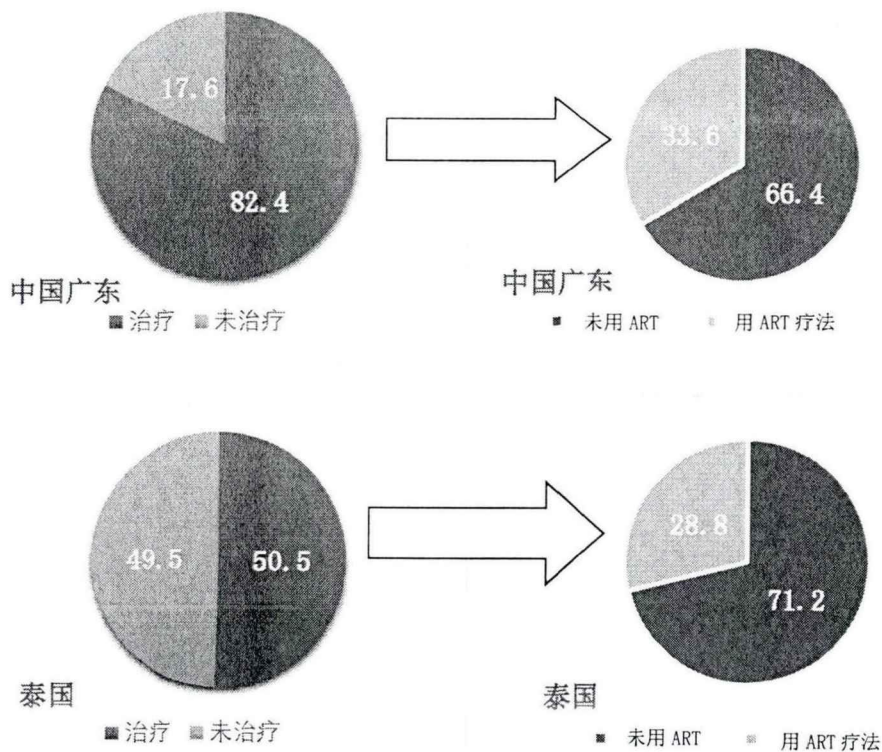 17.6
82.4
中国广东
■治疗 ■未治疗
33.6
66.4
中国广东
■ 未用 ART ■ 用 ART 疗法
49.5
50.5
泰国
■治疗 ■未治疗
28.8
71.2
泰国
■ 未用 ART ■ 用 ART 疗法